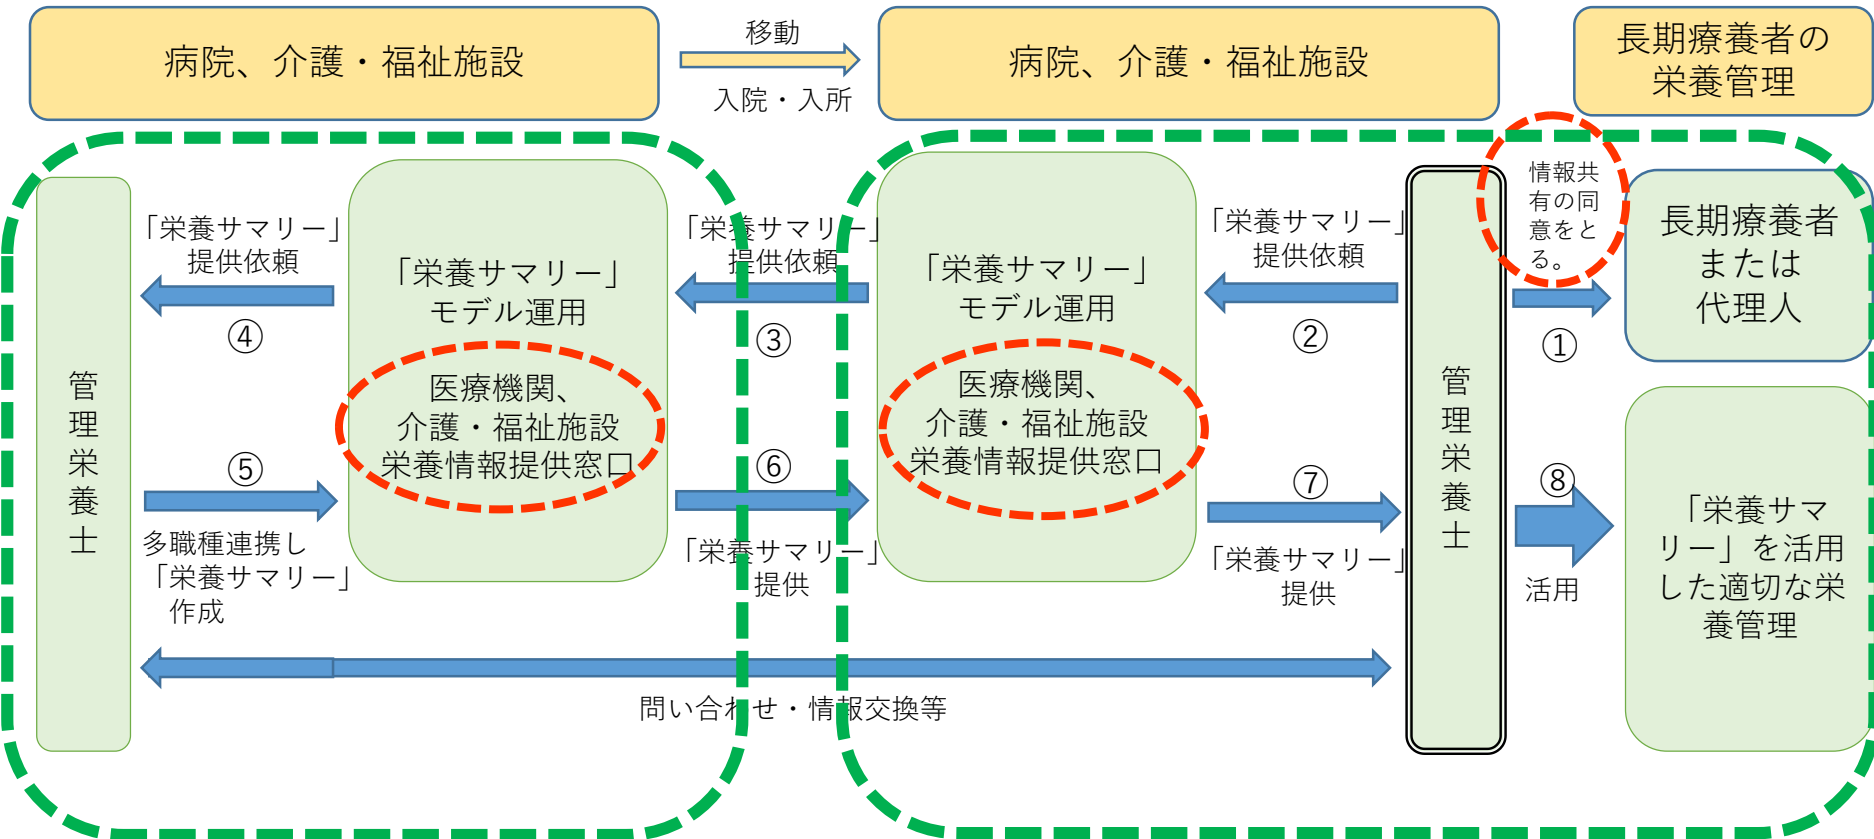 病院、介護・福祉施設
移動
入院・入所
病院、介護・福祉施設
長期療養者の
栄養管理
管
理
栄
養
士
「栄養サマリー」
提供依頼
④
⑤
多職種連携し
「栄養サマリー」
作成
「栄養サマリー」
モデル運用
医療機関、
介護・福祉施設
栄養情報提供窓口
「栄養サマリー」
提供依頼
③
⑥
「栄養サマリー」
提供
「栄養サマリー」
モデル運用
医療機関、
介護・福祉施設
栄養情報提供窓口
「栄養サマリー」
提供依頼
②
⑦
「栄養サマリー」
提供
管
理
栄
養
士
情報共
有の同
意をと
る。
①
長期療養者
または
代理人
⑧
活用
「栄養サマ
リー」を活用
した適切な栄
養管理
問い合わせ・情報交換等